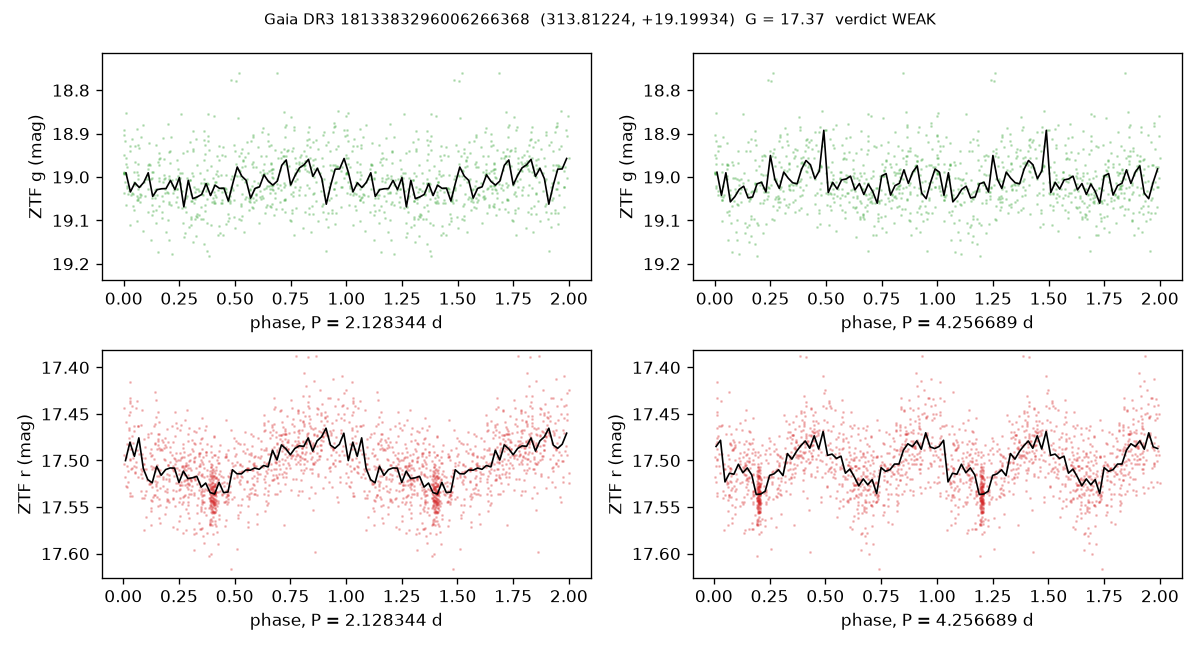 Gaia DR3 1813383296006266368  (313.81224, +19.19934)  G = 17.37  verdict WEAK
ZTF g (mag)
18.8
18.9
19.0
19.1
19.2
0.00 0.25 0.50 0.75 1.00 1.25 1.50 1.75 2.00
phase, P = 2.128344 d
ZTF g (mag)
18.8
18.9
19.0
19.1
19.2
0.00 0.25 0.50 0.75 1.00 1.25 1.50 1.75 2.00
phase, P = 4.256689 d
ZTF r (mag)
17.40
17.45
17.50
17.55
17.60
0.00 0.25 0.50 0.75 1.00 1.25 1.50 1.75 2.00
phase, P = 2.128344 d
ZTF r (mag)
17.40
17.45
17.50
17.55
17.60
0.00 0.25 0.50 0.75 1.00 1.25 1.50 1.75 2.00
phase, P = 4.256689 d